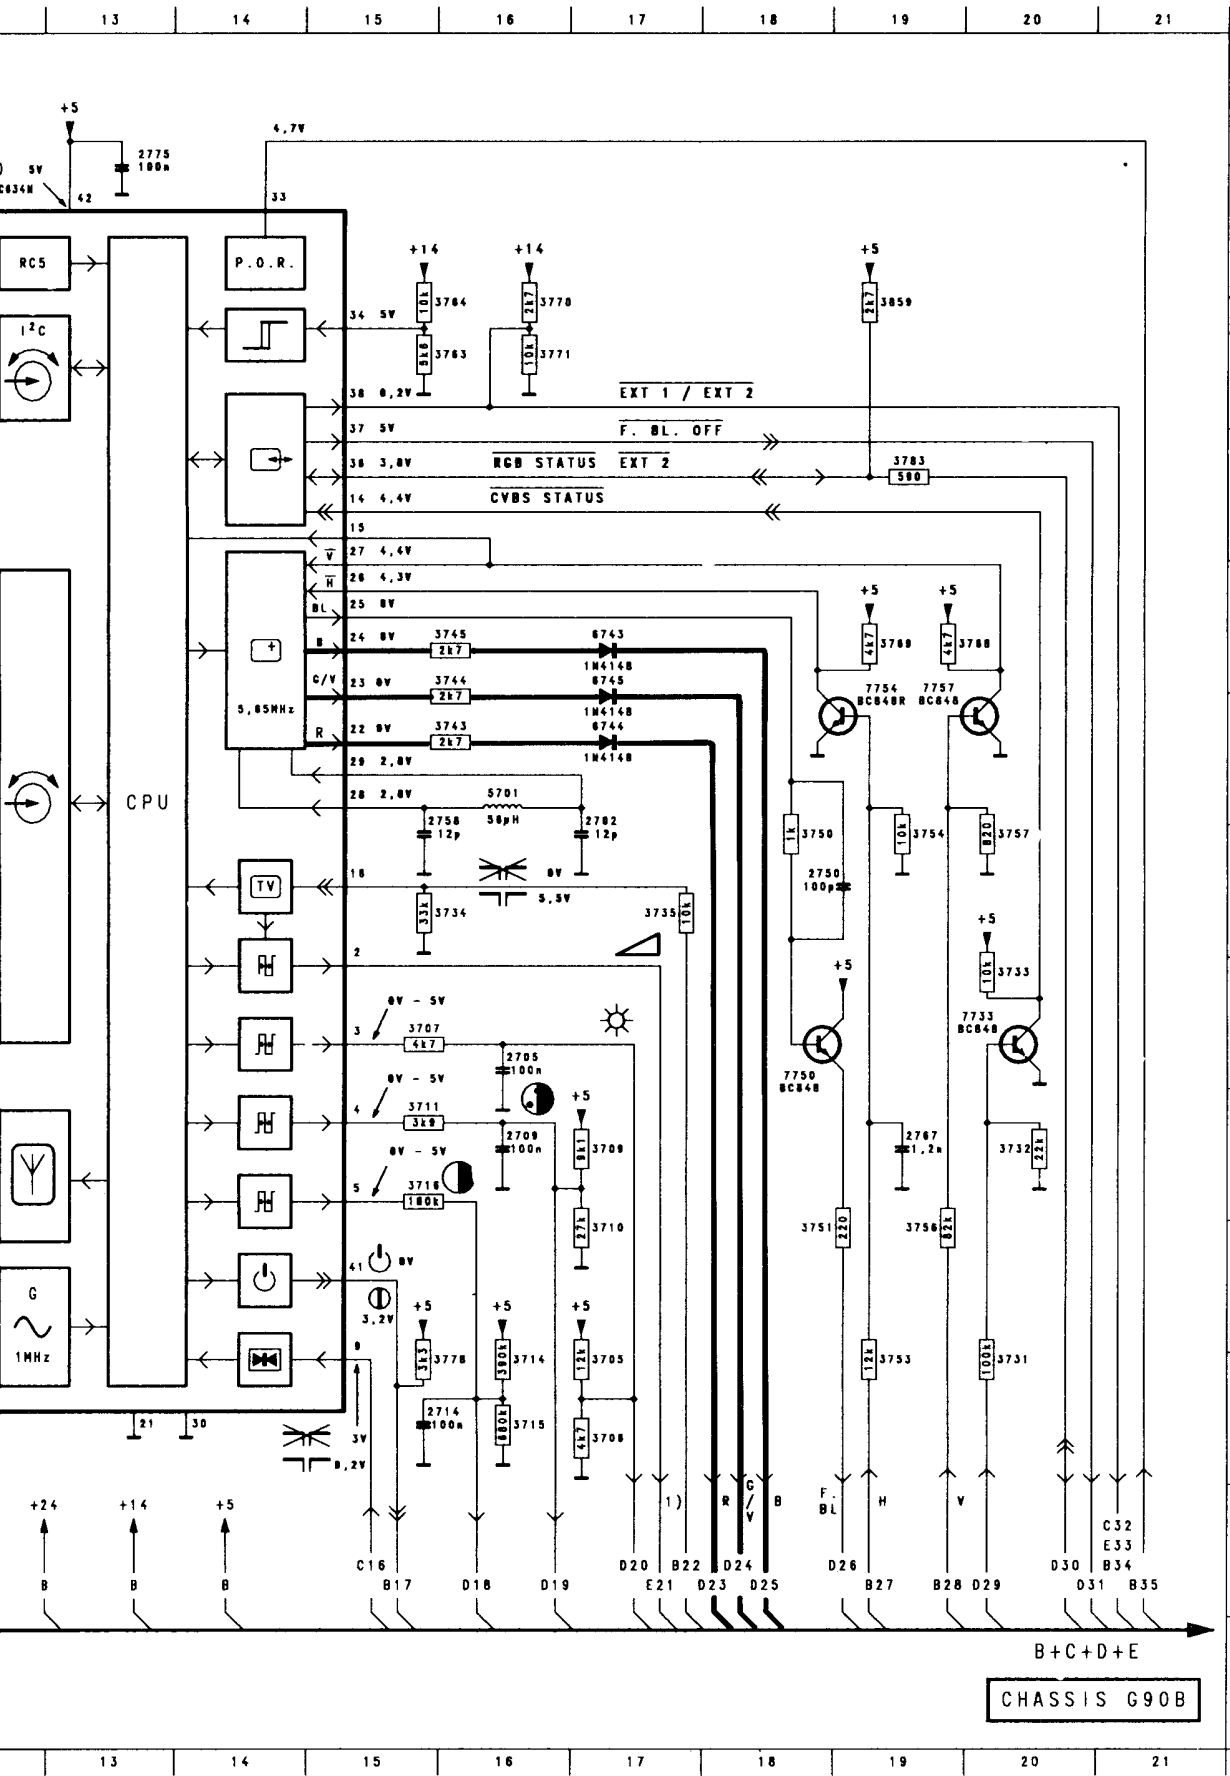 13 14 15 16 17 18 19 20 21
+5
4,7V
2775
100n
) 5V
C634N
42
33
RC5
P.O.R.
+14 +14 +5
10k 3764
2k7 3770
2k7 3859
34 5V
I²C
5k6 3763
10k 3771
38 0,2V
EXT 1 / EXT 2
37 5V
F. BL. OFF
36 3,8V
RGB STATUS EXT 2
3783
14 4,4V
CVBS STATUS
15
V 27 4,4V
H 26 4,3V
BL 25 0V
+5 +5
B 24 0V
3745
2k7
6743
1N4148
4k7 3769
4k7 3768
G/V 23 0V
3744
2k7
6745
1N4148
7754
BC848R
7757
BC848
5,65MHz
R 22 0V
3743
2k7
6744
1N4148
29 2,0V
28 2,0V
5701
56µH
CPU
2758
12p
2762
12p
1k 3750
10k 3754
820 3757
2750
100p
TV
16
0V
5,5V
33k 3734
3735 10k
+5
2
+5
10k 3733
0V - 5V
3
3707
4k7
2705
100n
7750
BC848
7733
BC848
0V - 5V
4
3711
3k9
2709
100n
+5
9k1 3709
2767
1,2n
3732 22k
0V - 5V
5
3716
180k
27k 3710
3751 220
3756 82k
41
0V
3,2V
G
1MHz
+5 +5 +5
9
3k3 3778
390k 3714
12k 3705
12k 3753
100k 3731
21 30
3V
0,2V
2714
100n
680k 3715
4k7 3706
+24 +14 +5
1)
R
G/V
B
F.
BL
H
V
C32
E33
C16 D20 B22 D24 D26 D30 B34
B B B B17 D18 D19 E21 D23 D25 B27 B28 D29 D31 B35
B+C+D+E
CHASSIS G90B
13 14 15 16 17 18 19 20 21